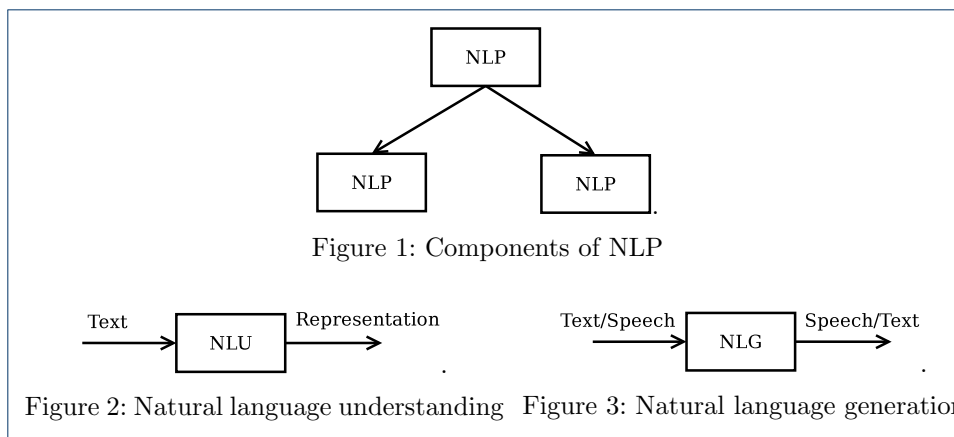 NLP
NLP NLP .
Figure 1: Components of NLP
Text Representation Text/Speech Speech/Text
NLU . NLG .
Figure 2: Natural language understanding Figure 3: Natural language generation